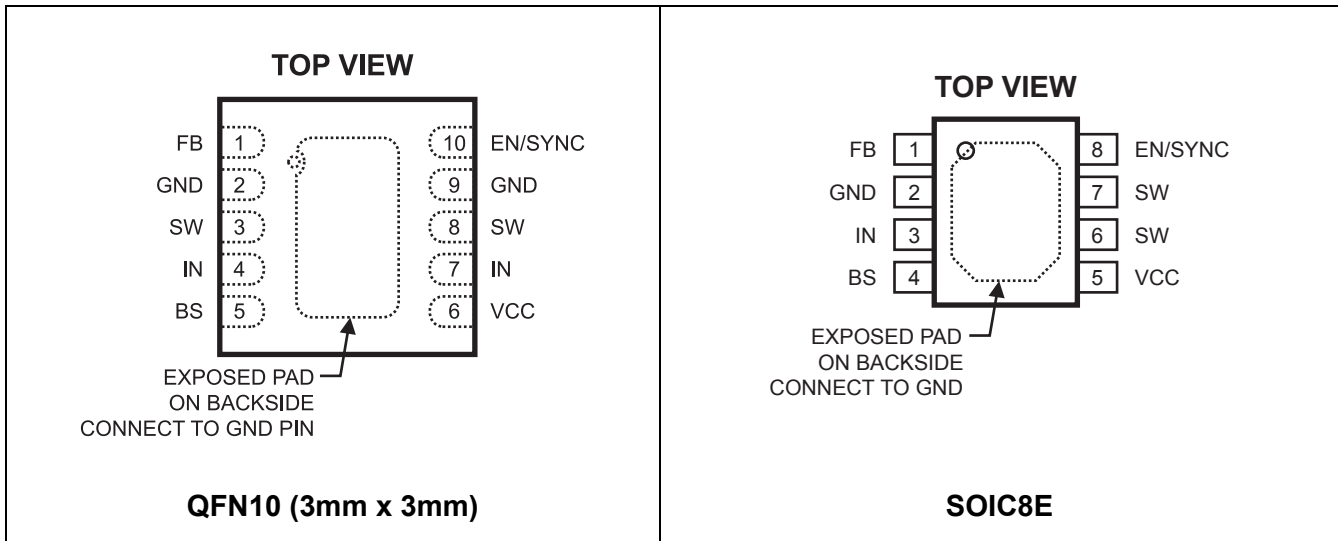 TOP VIEW
FB 1 10 EN/SYNC
GND 2 9 GND
SW 3 8 SW
IN 4 7 IN
BS 5 6 VCC
EXPOSED PAD
ON BACKSIDE
CONNECT TO GND PIN
QFN10 (3mm x 3mm)
TOP VIEW
FB 1 8 EN/SYNC
GND 2 7 SW
IN 3 6 SW
BS 4 5 VCC
EXPOSED PAD
ON BACKSIDE
CONNECT TO GND
SOIC8E